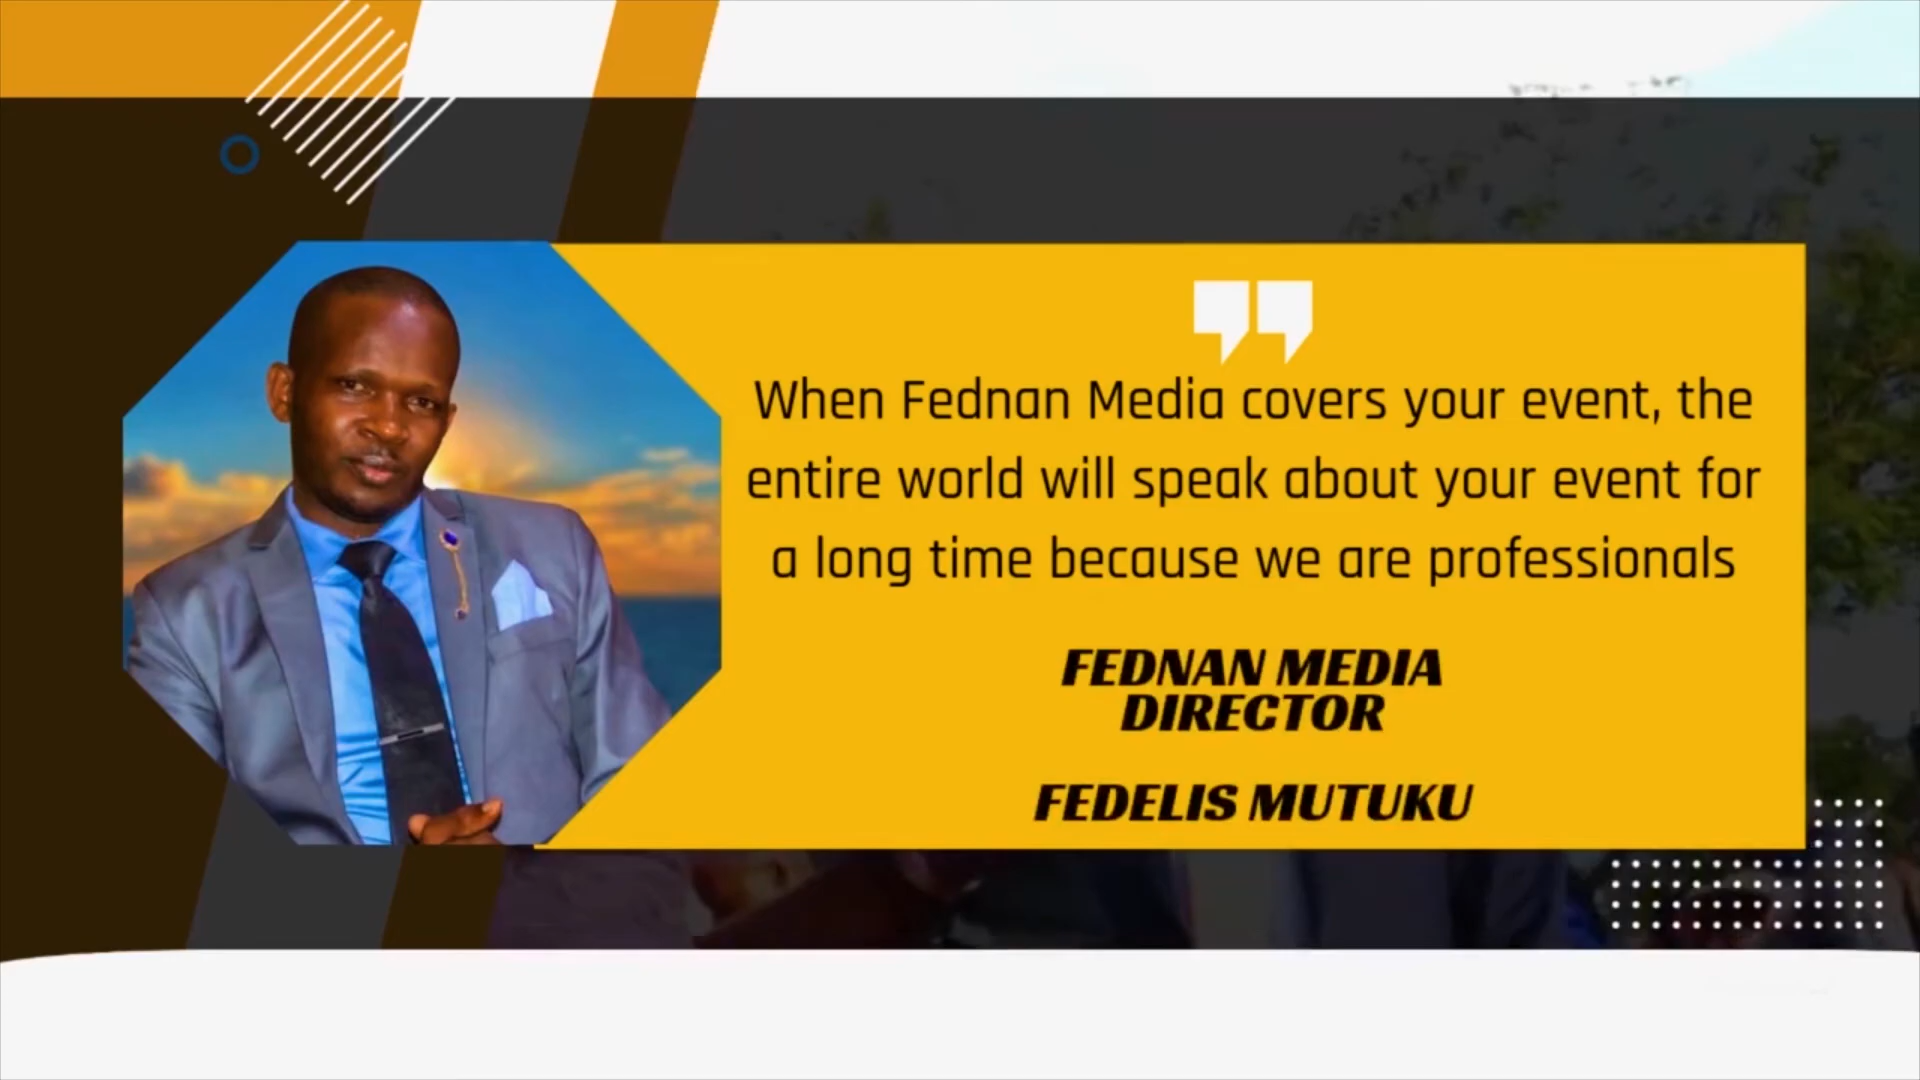 When Fednan Media covers your event, the
entire world will speak about your event for
a long time because we are professionals
FEDNAN MEDIA
DIRECTOR
FEDELIS MUTUKU